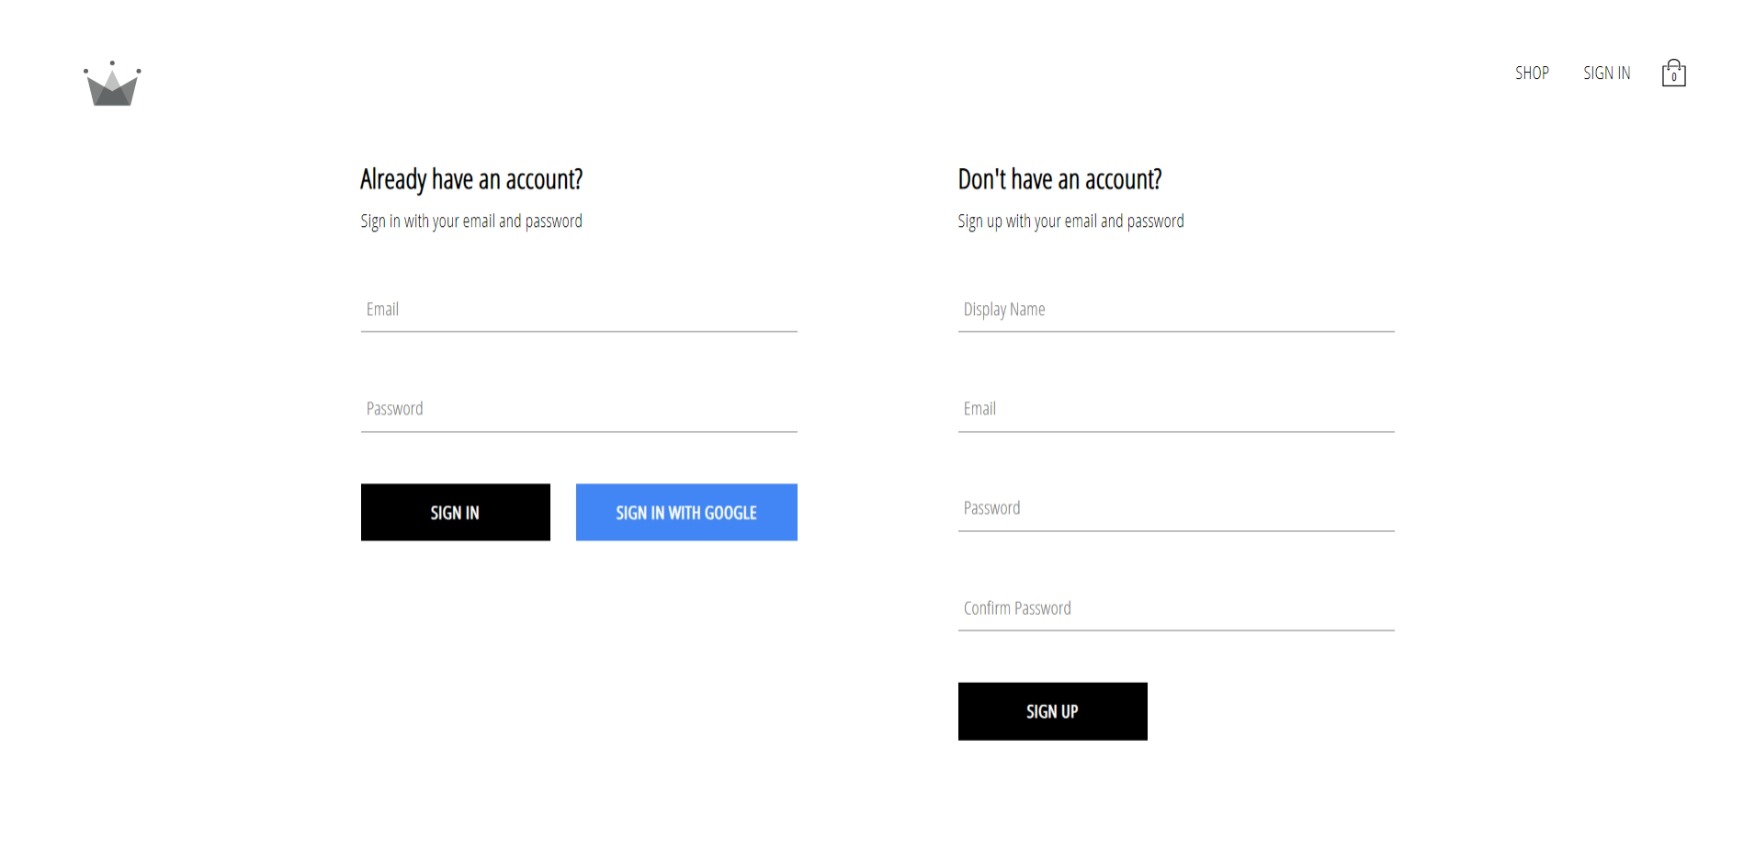 SHOP
SIGN IN
0
Already have an account?
Sign in with your email and password
Email
Password
SIGN IN
SIGN IN WITH GOOGLE
Don't have an account?
Sign up with your email and password
Display Name
Email
Password
Confirm Password
SIGN UP